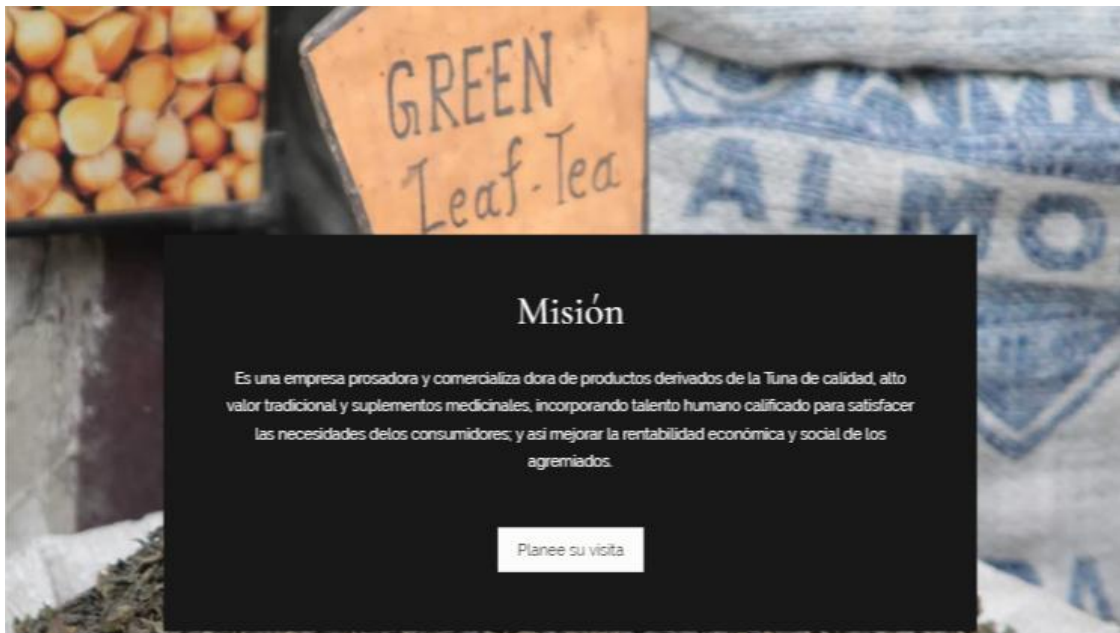 GREEN
Leaf-Tea
ALMO
Misión
Es una empresa prosadora y comercializa dora de productos derivados de la Tuna de calidad, alto
valor tradicional y suplementos medicinales, incorporando talento humano calificado para satisfacer
las necesidades delos consumidores; y asi mejorar la rentabilidad económica y social de los
agremiados.
Planee su visita